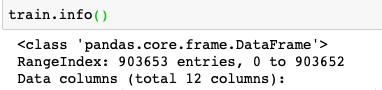 train.info()
<class 'pandas.core.frame.DataFrame'>
RangeIndex: 903653 entries, 0 to 903652
Data columns (total 12 columns):